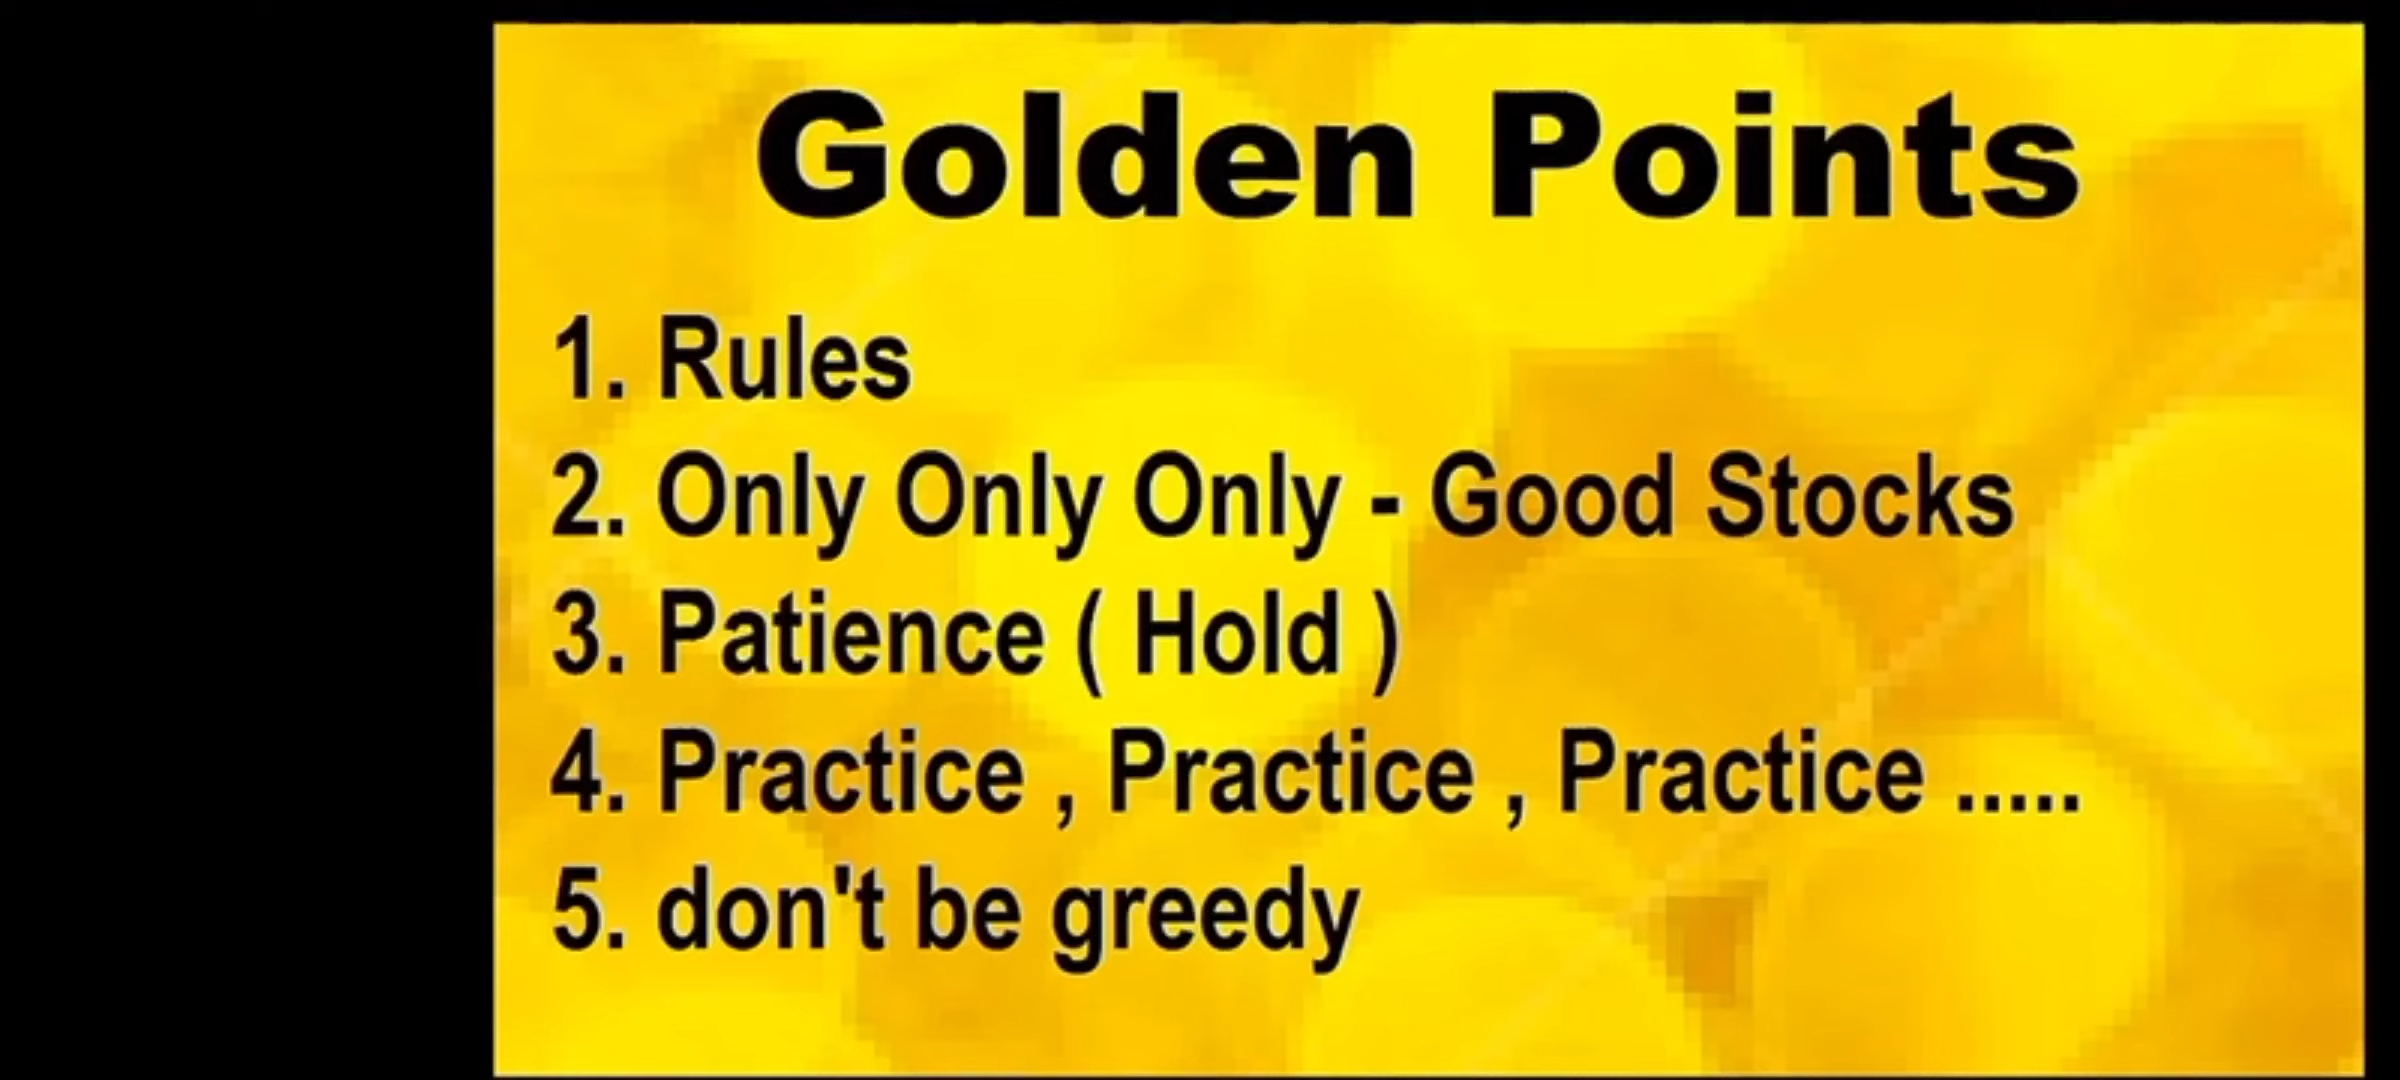 Golden Points
1. Rules
2. Only Only Only - Good Stocks
3. Patience ( Hold )
4. Practice , Practice , Practice .....
5. don't be greedy